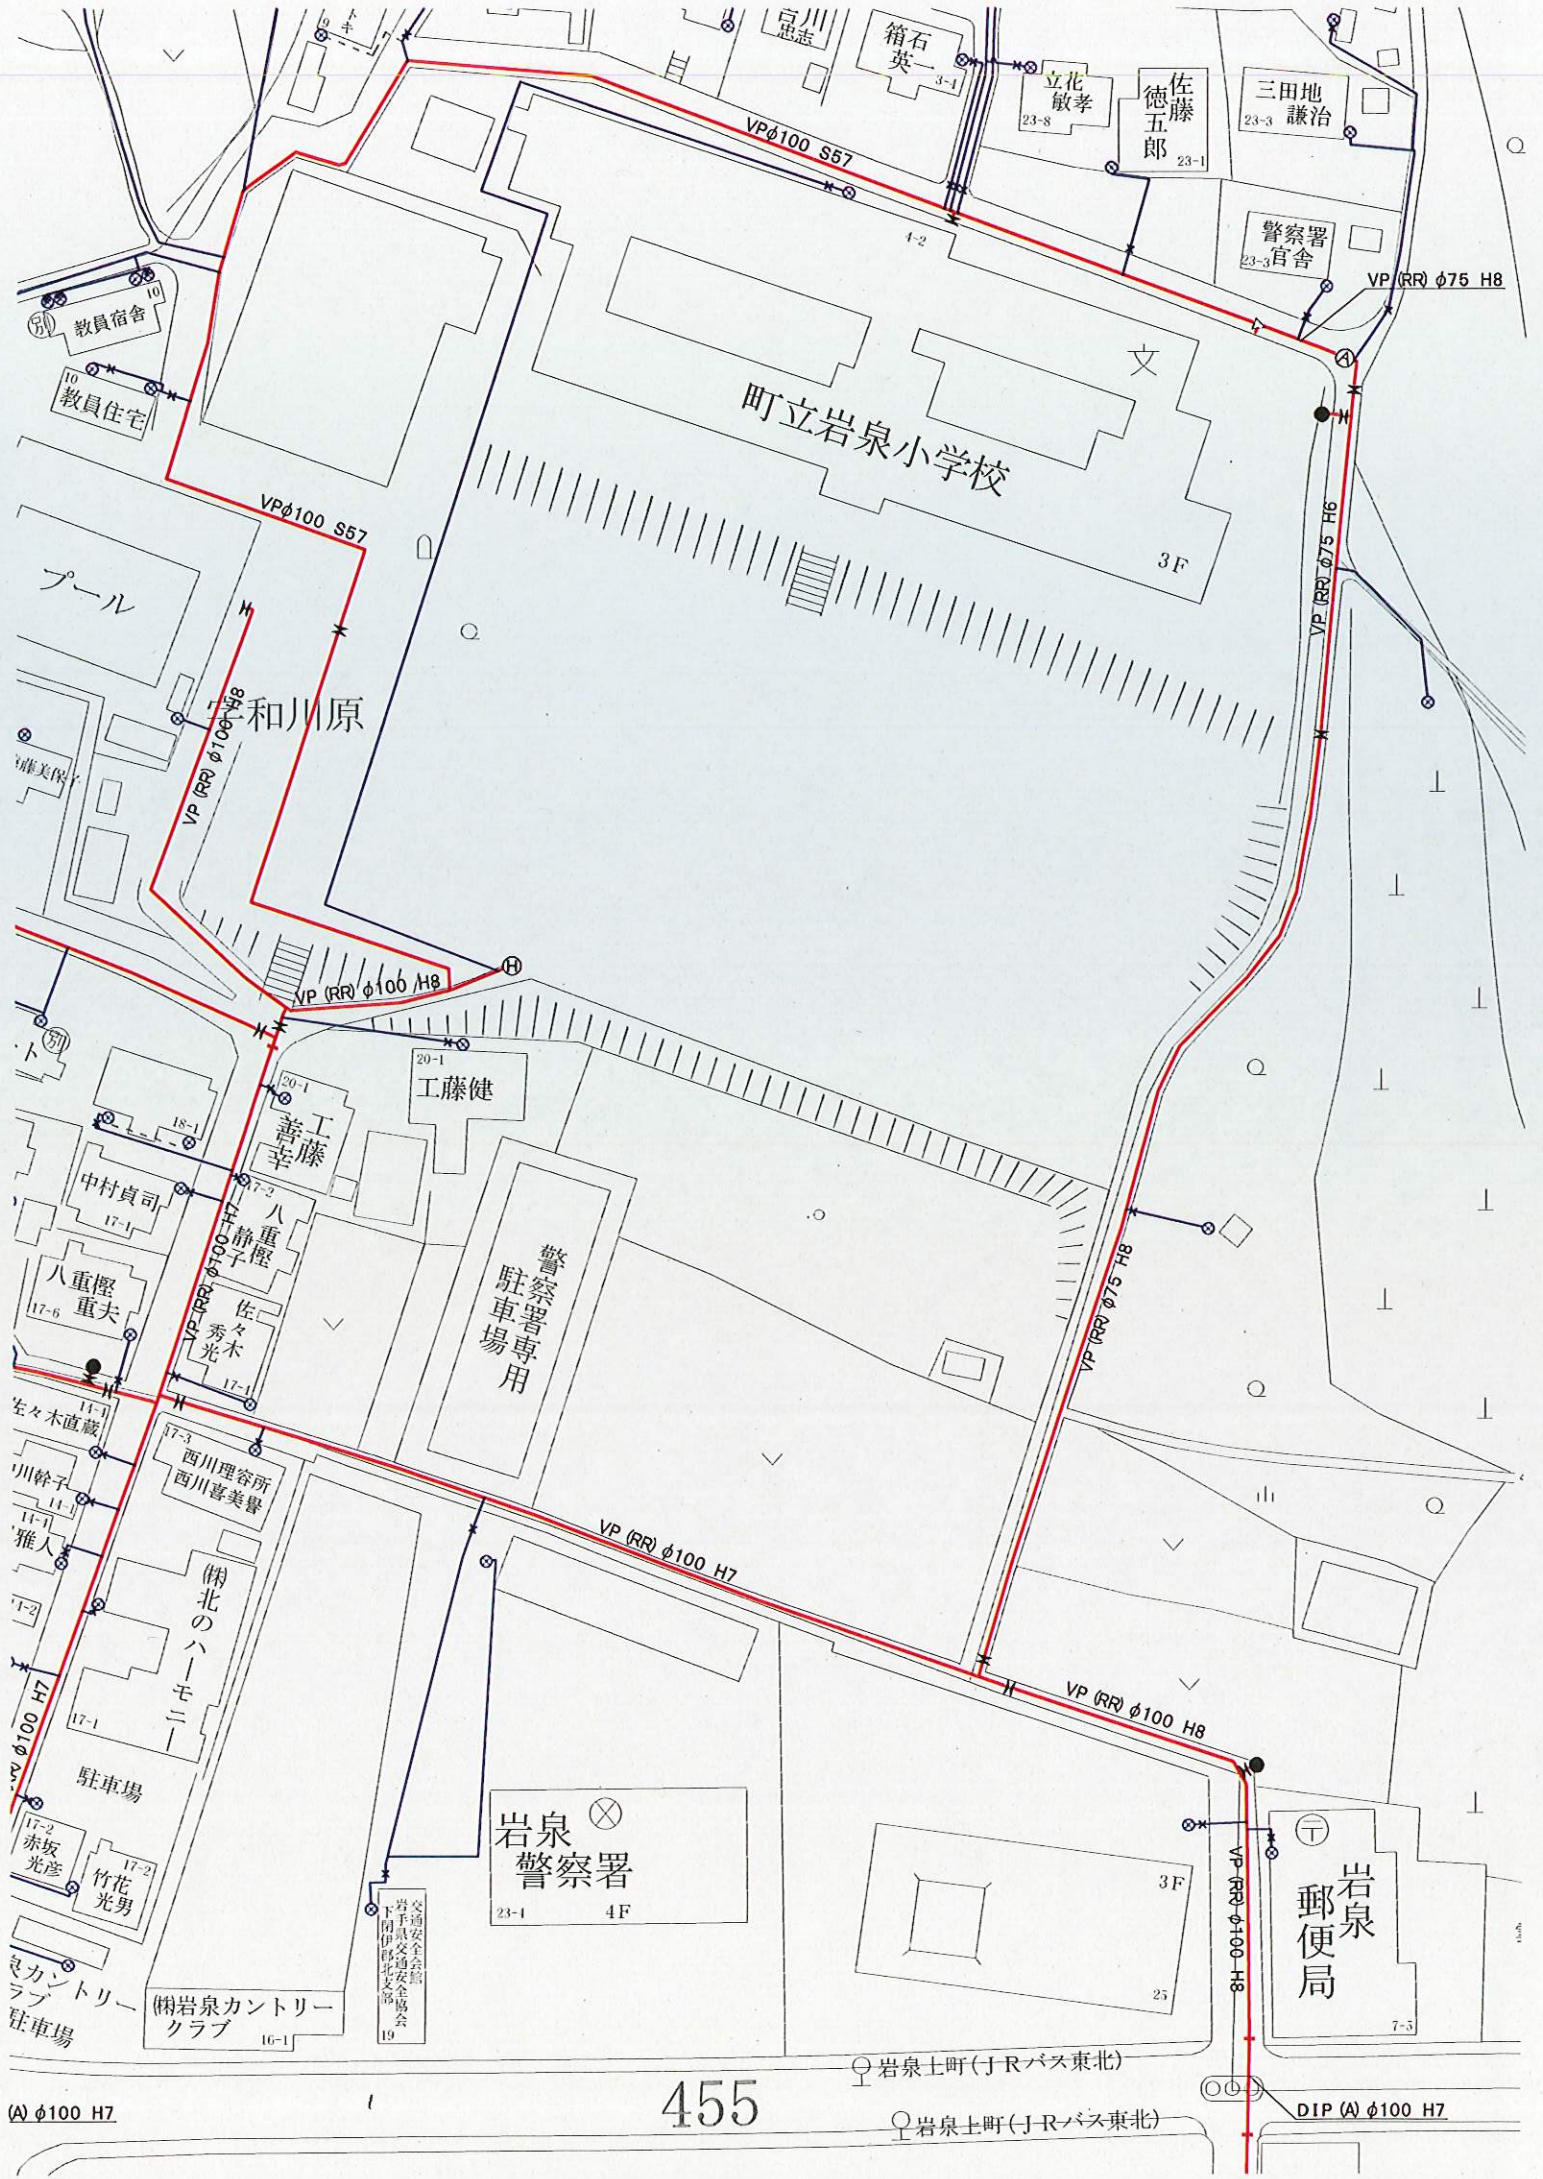 箱石
英一
3-4
立花
敏孝
23-8
佐藤
徳五郎
23-1
三田地
謙治
23-3
VPφ100 S57
4-2
警察署
官舎
23-3
VP (RR) φ75 H8
Ⓐ
文
10
教員宿舎
別
10
教員住宅
町立岩泉小学校
3F
VPφ100 S57
VP (RR) φ75 H6
プール
字和川原
VP (RR) φ100 H8
VP (RR) φ100 H8
Ⓗ
別
20-1
工藤健
20-1
工藤
善幸
18-1
中村貞司
17-1
17-2
八重樫
静子
VP (RR) φ100 H7
八重樫
重夫
17-6
佐々木
秀光
17-1
警察署専用
駐車場
VP (RR) φ75 H8
14-1
佐々木直蔵
17-3
西川理容所
西川喜美誉
川幹子
14-1
14-1
雅人
VP (RR) φ100 H7
㈱北のハーモニー
17-1
φ100 H7
駐車場
VP (RR) φ100 H8
17-2
赤坂
光彦
17-2
竹花
光男
岩泉
警察署
23-4
4F
3F
25
〒
岩泉
郵便局
7-5
VP (RR) φ100 H8
交通安全会館
岩手県交通安全協会
下閉伊郡北支部
19
㈱岩泉カントリー
クラブ
16-1
カントリー
ラブ
駐車場
岩泉上町(JRバス東北)
455
岩泉上町(JRバス東北)
(A) φ100 H7
DIP (A) φ100 H7